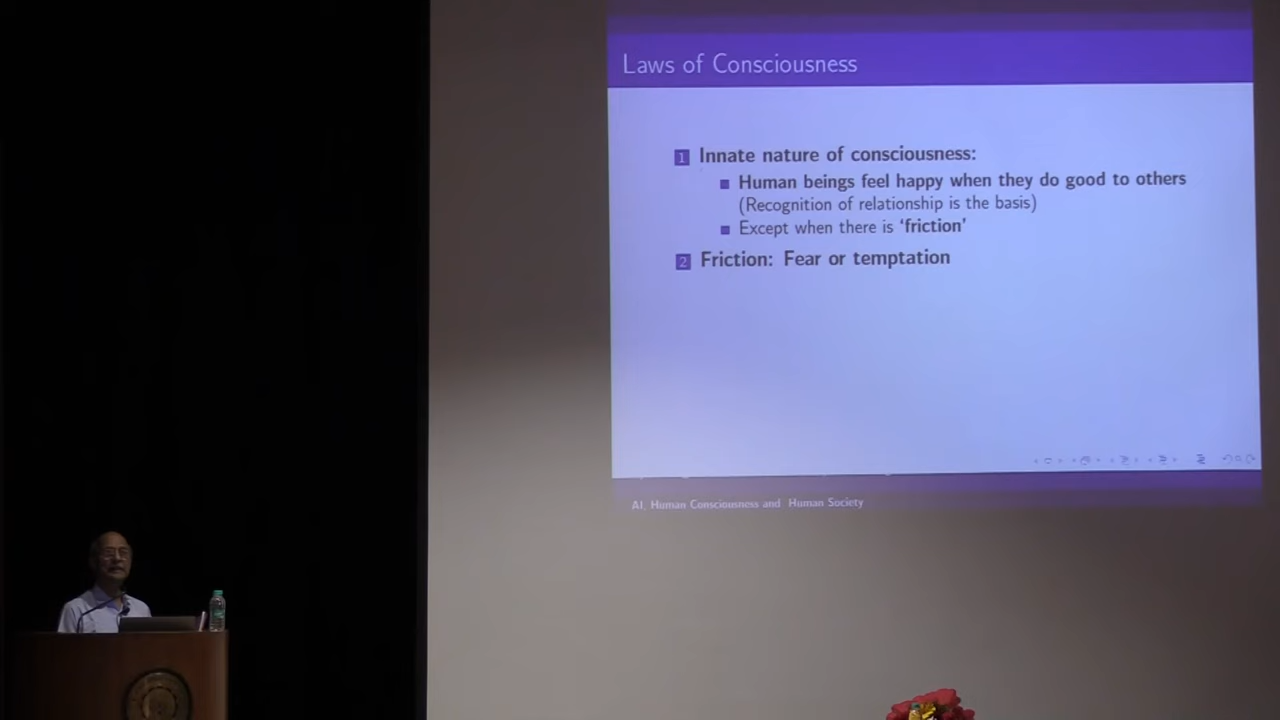 Laws of Consciousness
1 Innate nature of consciousness:
Human beings feel happy when they do good to others
(Recognition of relationship is the basis)
Except when there is ‘friction’
2 Friction: Fear or temptation
AI, Human Consciousness and Human Society